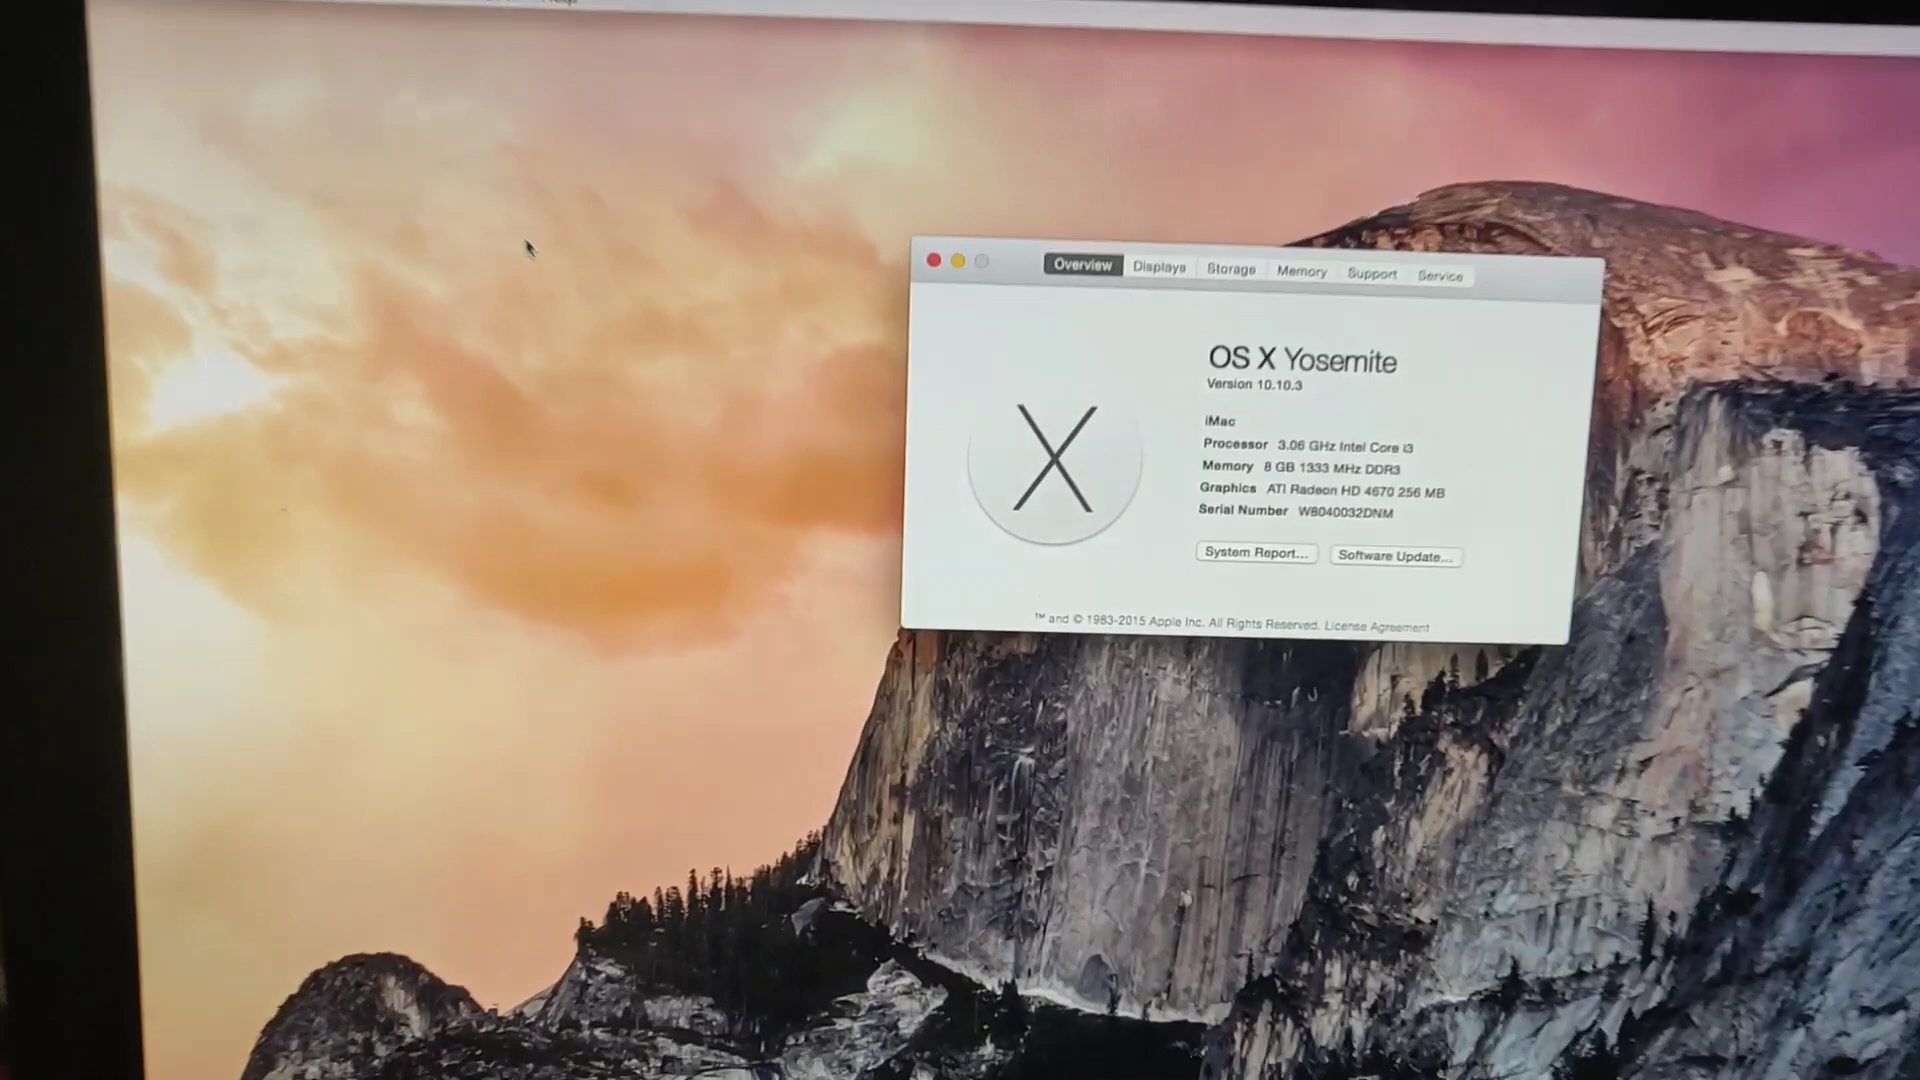 Help
Overview Displays Storage Memory Support Service
OS X Yosemite
Version 10.10.3
iMac
Processor 3.06 GHz Intel Core i3
Memory 8 GB 1333 MHz DDR3
Graphics ATI Radeon HD 4670 256 MB
Serial Number W8040032DNM
System Report... Software Update...
™ and © 1983-2015 Apple Inc. All Rights Reserved. License Agreement